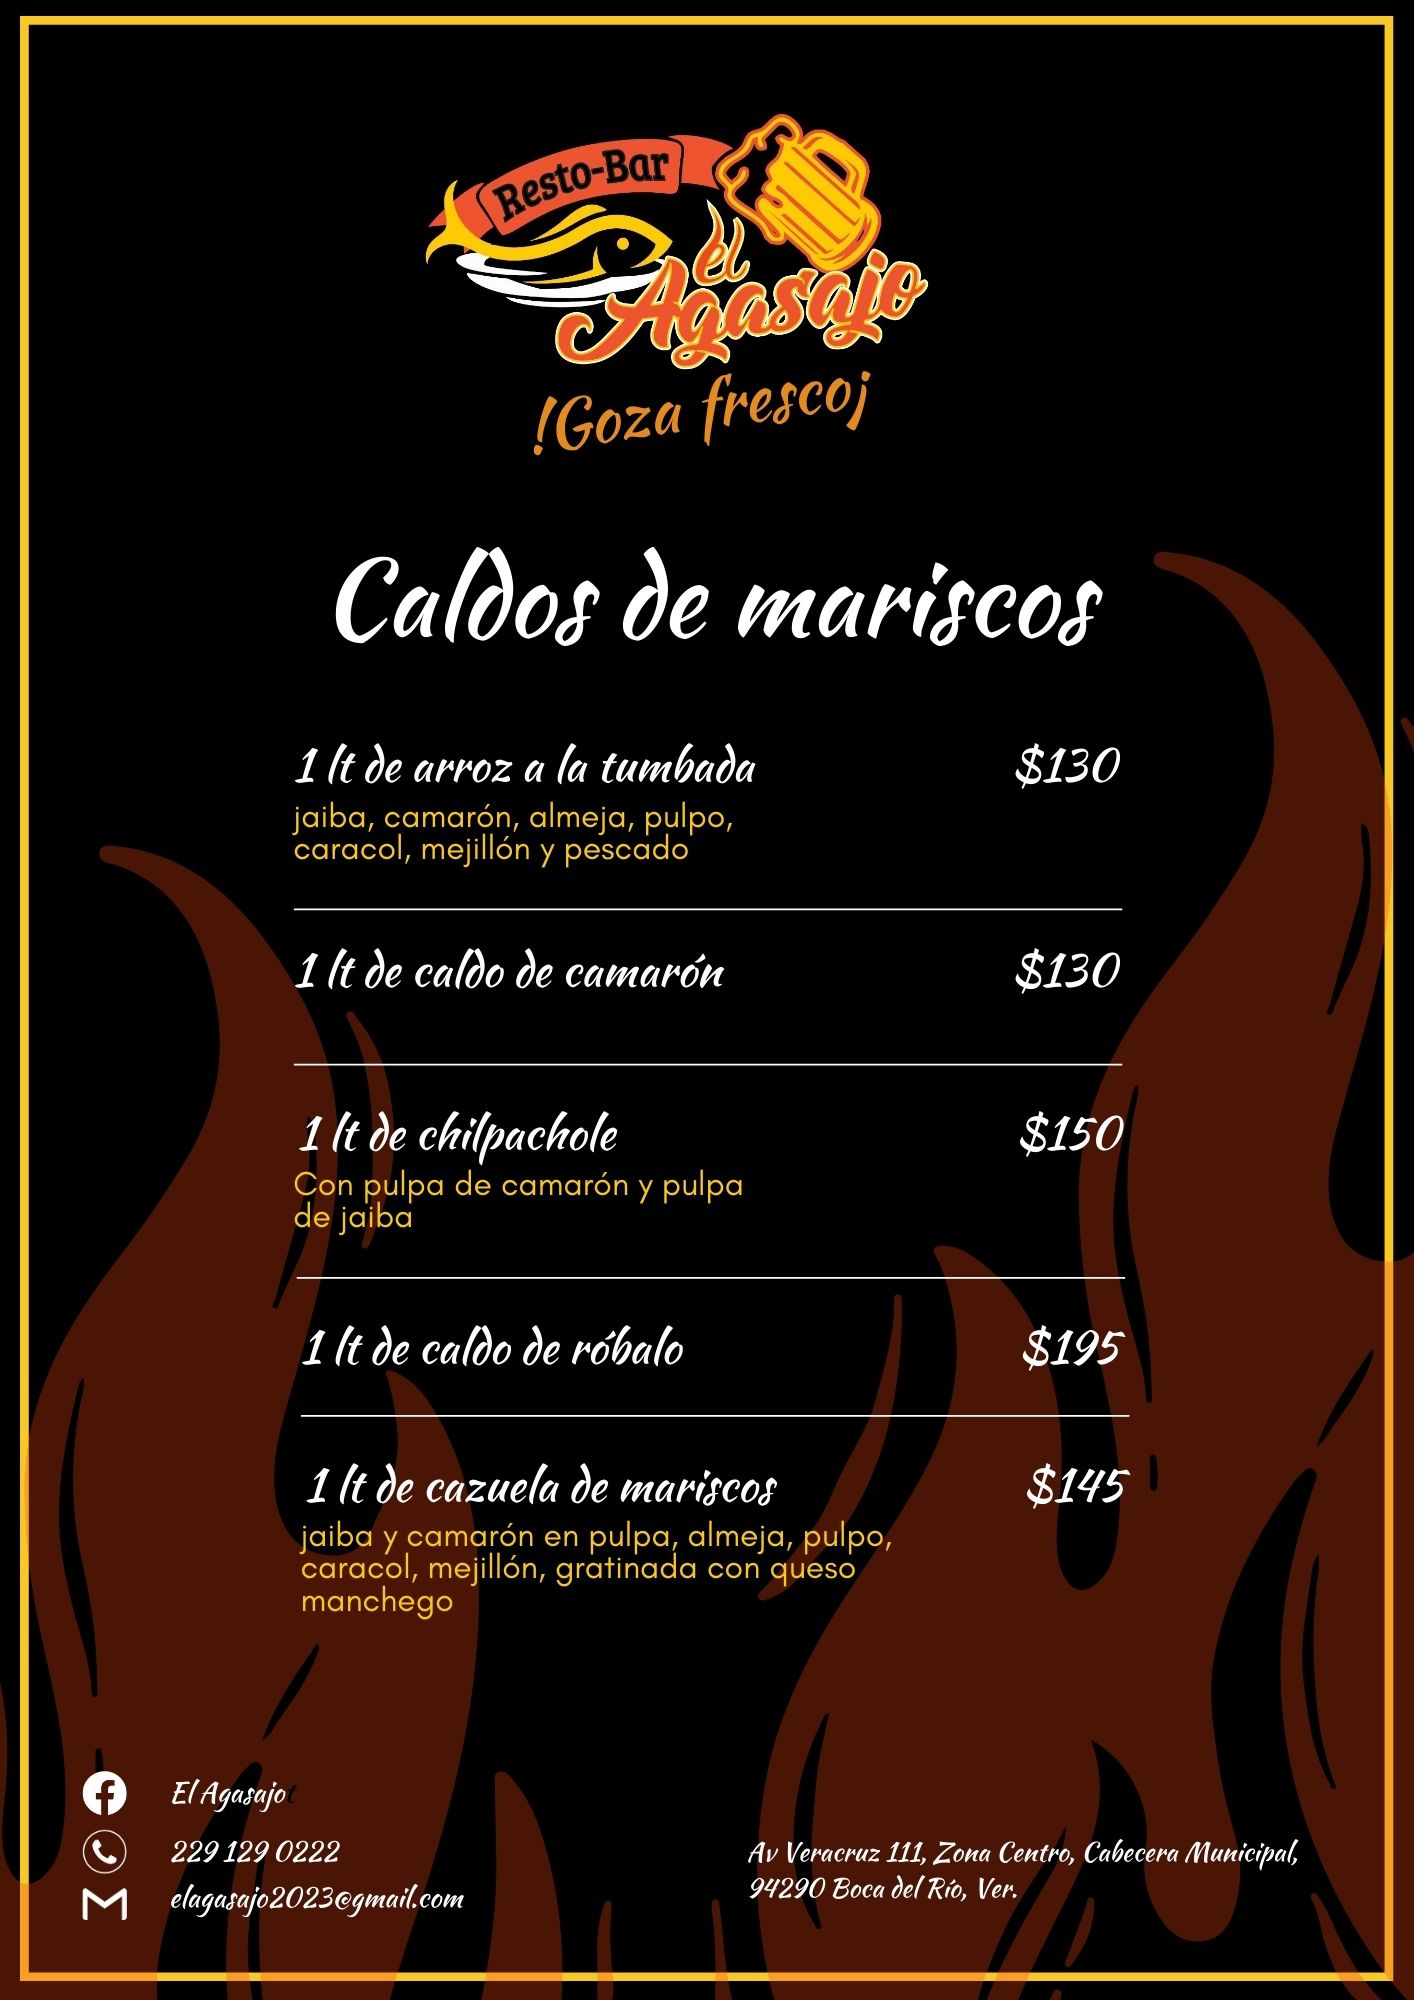 Resto-Bar
el
Agasajo
!Goza fresco¡
Caldos de mariscos
1 lt de arroz a la tumbada $130
jaiba, camarón, almeja, pulpo,
caracol, mejillón y pescado
1 lt de caldo de camarón $130
1 lt de chilpachole $150
Con pulpa de camarón y pulpa
de jaiba
1 lt de caldo de róbalo $195
1 lt de cazuela de mariscos $145
jaiba y camarón en pulpa, almeja, pulpo,
caracol, mejillón, gratinada con queso
manchego
El Agasajot
229 129 0222
elagasajo2023@gmail.com
Av Veracruz 111, Zona Centro, Cabecera Municipal,
94290 Boca del Río, Ver.